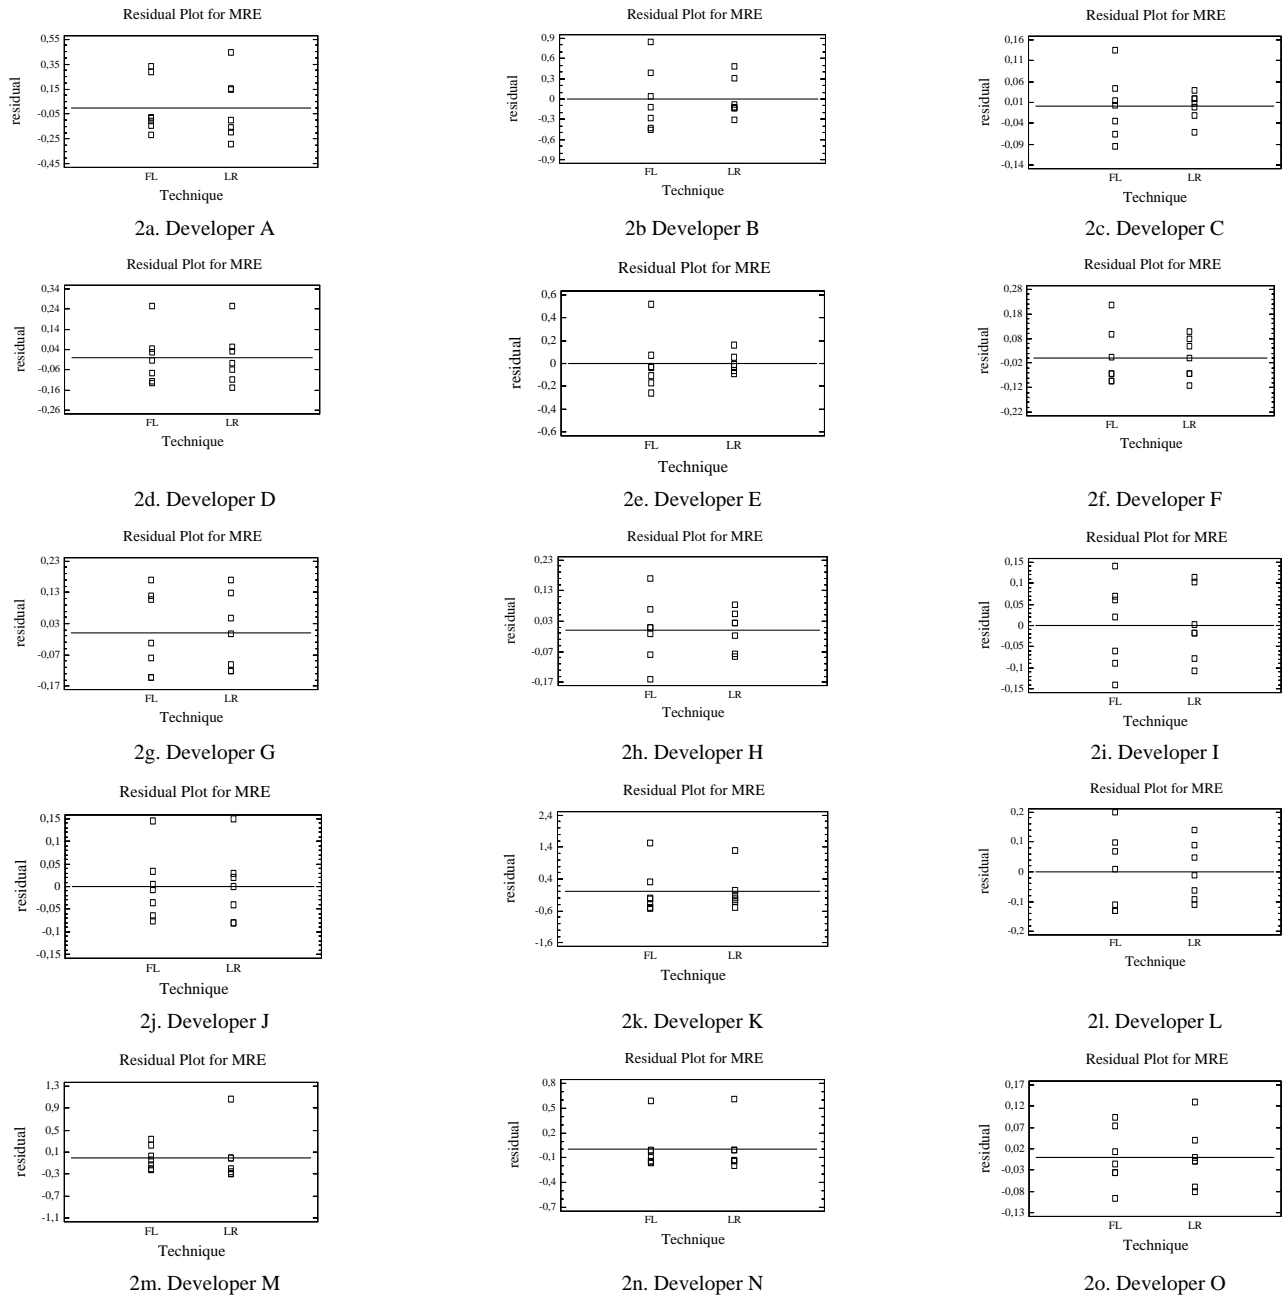 Residual Plot for MRE
residual
0,55
0,35
0,15
-0,05
-0,25
-0,45
FL LR
Technique
2a. Developer A
Residual Plot for MRE
residual
0,9
0,6
0,3
0
-0,3
-0,6
-0,9
FL LR
Technique
2b Developer B
Residual Plot for MRE
residual
0,16
0,11
0,06
0,01
-0,04
-0,09
-0,14
FL LR
Technique
2c. Developer C
Residual Plot for MRE
residual
0,34
0,24
0,14
0,04
-0,06
-0,16
-0,26
FL LR
Technique
2d. Developer D
Residual Plot for MRE
residual
0,6
0,4
0,2
0
-0,2
-0,4
-0,6
FL LR
Technique
2e. Developer E
Residual Plot for MRE
residual
0,28
0,18
0,08
-0,02
-0,12
-0,22
FL LR
Technique
2f. Developer F
Residual Plot for MRE
residual
0,23
0,13
0,03
-0,07
-0,17
FL LR
Technique
2g. Developer G
Residual Plot for MRE
residual
0,23
0,13
0,03
-0,07
-0,17
FL LR
Technique
2h. Developer H
Residual Plot for MRE
residual
0,15
0,1
0,05
0
-0,05
-0,1
-0,15
FL LR
Technique
2i. Developer I
Residual Plot for MRE
residual
0,15
0,1
0,05
0
-0,05
-0,1
-0,15
FL LR
Technique
2j. Developer J
Residual Plot for MRE
residual
2,4
1,4
0,4
-0,6
-1,6
FL LR
Technique
2k. Developer K
Residual Plot for MRE
residual
0,2
0,1
0
-0,1
-0,2
FL LR
Technique
2l. Developer L
Residual Plot for MRE
residual
1,3
0,9
0,5
0,1
-0,3
-0,7
-1,1
FL LR
Technique
2m. Developer M
Residual Plot for MRE
residual
0,8
0,5
0,2
-0,1
-0,4
-0,7
FL LR
Technique
2n. Developer N
Residual Plot for MRE
residual
0,17
0,12
0,07
0,02
-0,03
-0,08
-0,13
FL LR
Technique
2o. Developer O